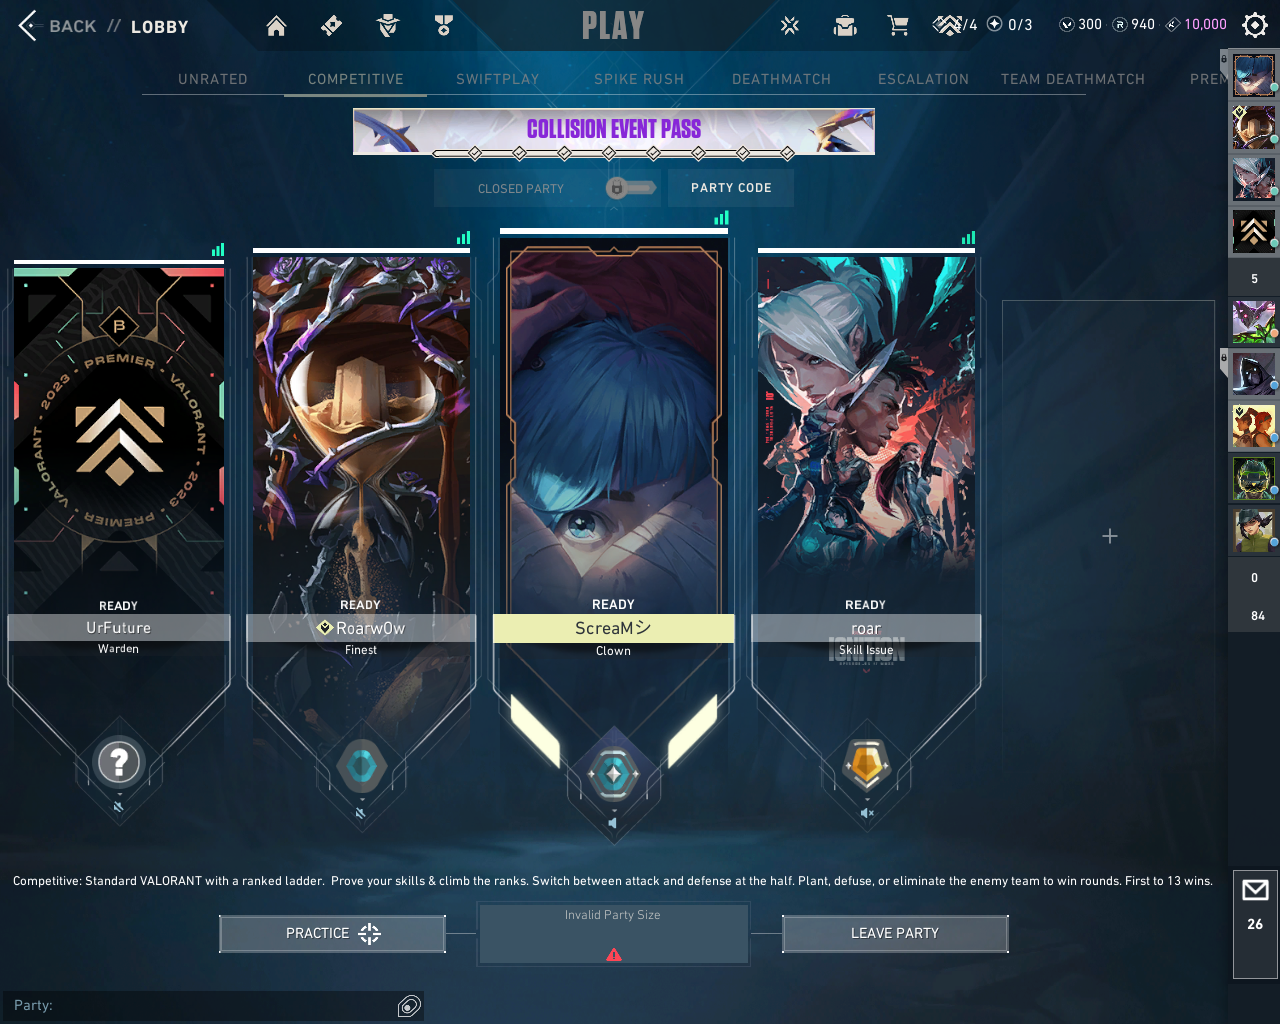 BACK // LOBBY
PLAY
/4
0/3
300
940
10,000
UNRATED
COMPETITIVE
SWIFTPLAY
SPIKE RUSH
DEATHMATCH
ESCALATION
TEAM DEATHMATCH
PREM
COLLISION EVENT PASS
CLOSED PARTY
PARTY CODE
B
PREMIER · VALORANT · 2023 · PREMIER · VALORANT · 2023
READY
UrFuture
Warden
READY
Roarw0w
Finest
READY
ScreaMシ
Clown
READY
roar
IGNITION
Skill Issue
5
0
84
Competitive: Standard VALORANT with a ranked ladder. Prove your skills & climb the ranks. Switch between attack and defense at the half. Plant, defuse, or eliminate the enemy team to win rounds. First to 13 wins.
PRACTICE
Invalid Party Size
LEAVE PARTY
26
Party: